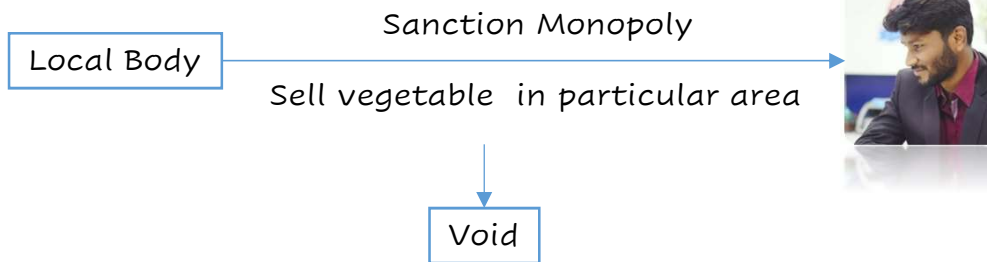 Sanction Monopoly
Local Body
Sell vegetable in particular area
Void